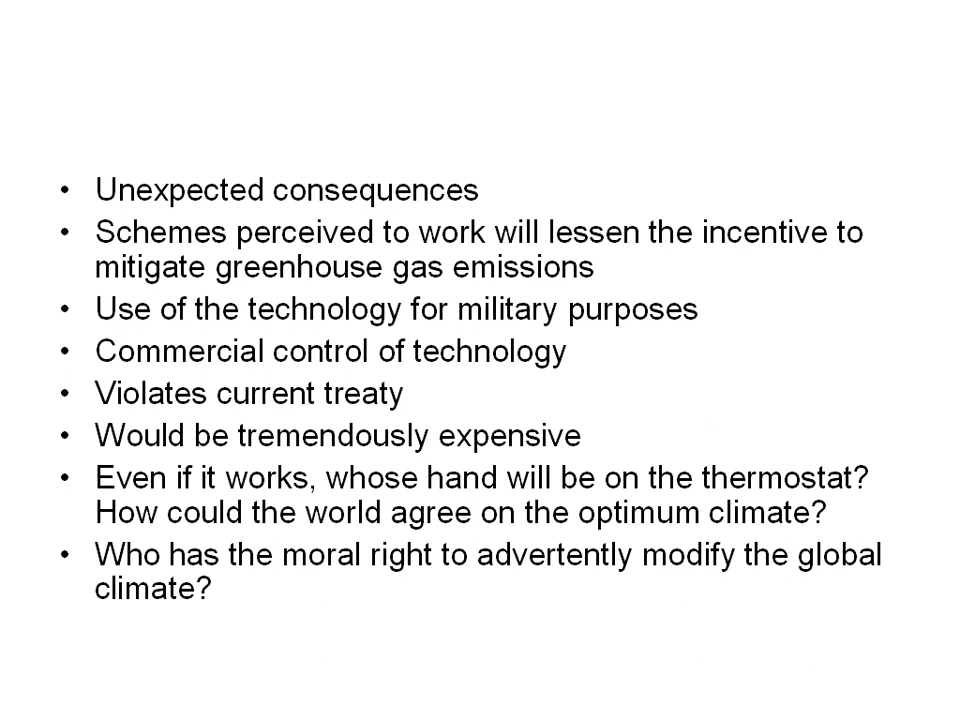 • Unexpected consequences
• Schemes perceived to work will lessen the incentive to
mitigate greenhouse gas emissions
• Use of the technology for military purposes
• Commercial control of technology
• Violates current treaty
• Would be tremendously expensive
• Even if it works, whose hand will be on the thermostat?
How could the world agree on the optimum climate?
• Who has the moral right to advertently modify the global
climate?